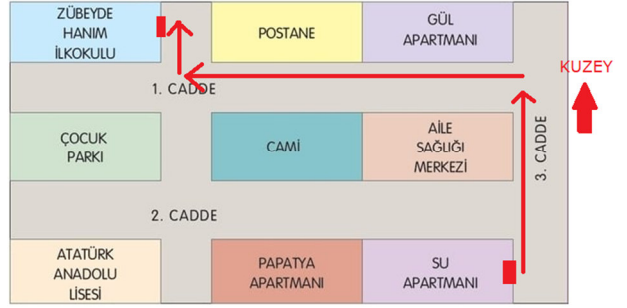 ZÜBEYDE
HANIM
İLKOKULU
POSTANE
GÜL
APARTMANI
KUZEY
1. CADDE
ÇOCUK
PARKI
CAMİ
AİLE
SAĞLIĞI
MERKEZİ
3. CADDE
2. CADDE
ATATÜRK
ANADOLU
LİSESİ
PAPATYA
APARTMANI
SU
APARTMANI